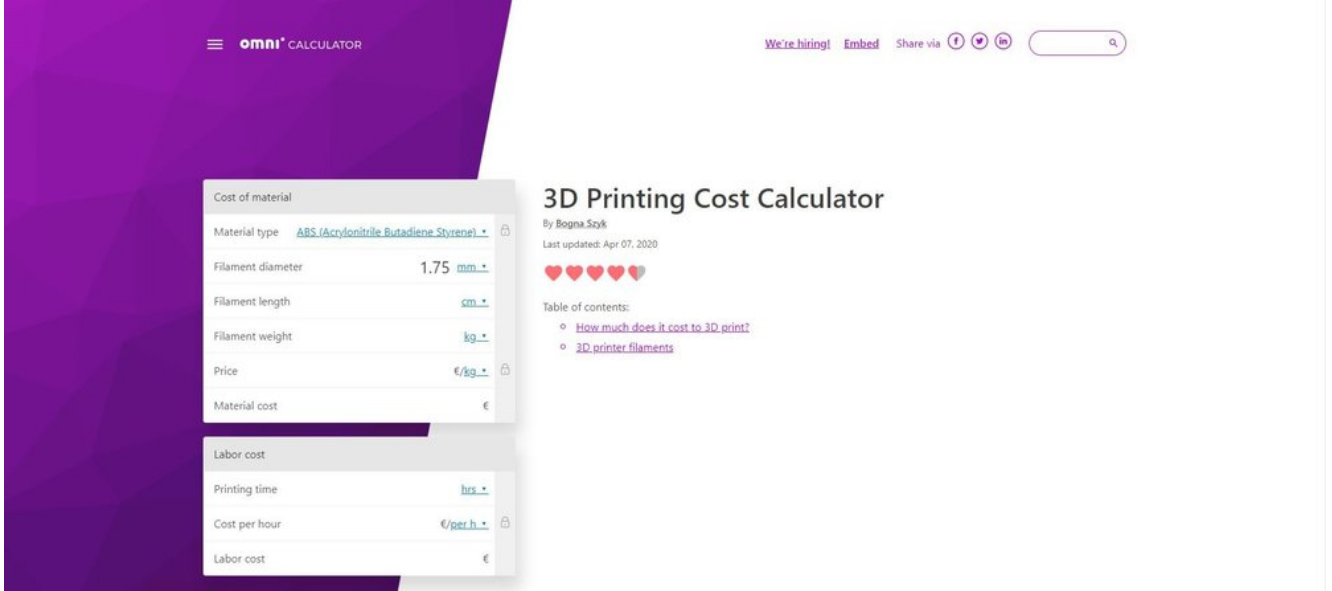 omni CALCULATOR
We're hiring! Embed Share via
Cost of material
Material type ABS (Acrylonitrile Butadiene Styrene)
Filament diameter 1.75 mm
Filament length cm
Filament weight kg
Price €/kg
Material cost €
Labor cost
Printing time hrs
Cost per hour €/per h
Labor cost €
3D Printing Cost Calculator
By Bogna Szyk
Last updated: Apr 07, 2020
Table of contents:
How much does it cost to 3D print?
3D printer filaments